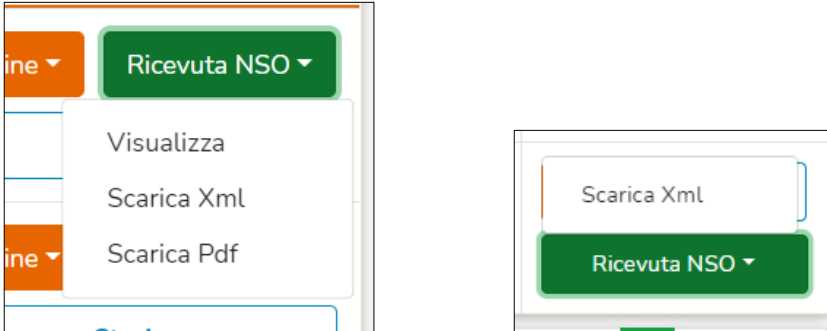 ine
Ricevuta NSO
Visualizza
Scarica Xml
Scarica Pdf
ine
Scarica Xml
Ricevuta NSO